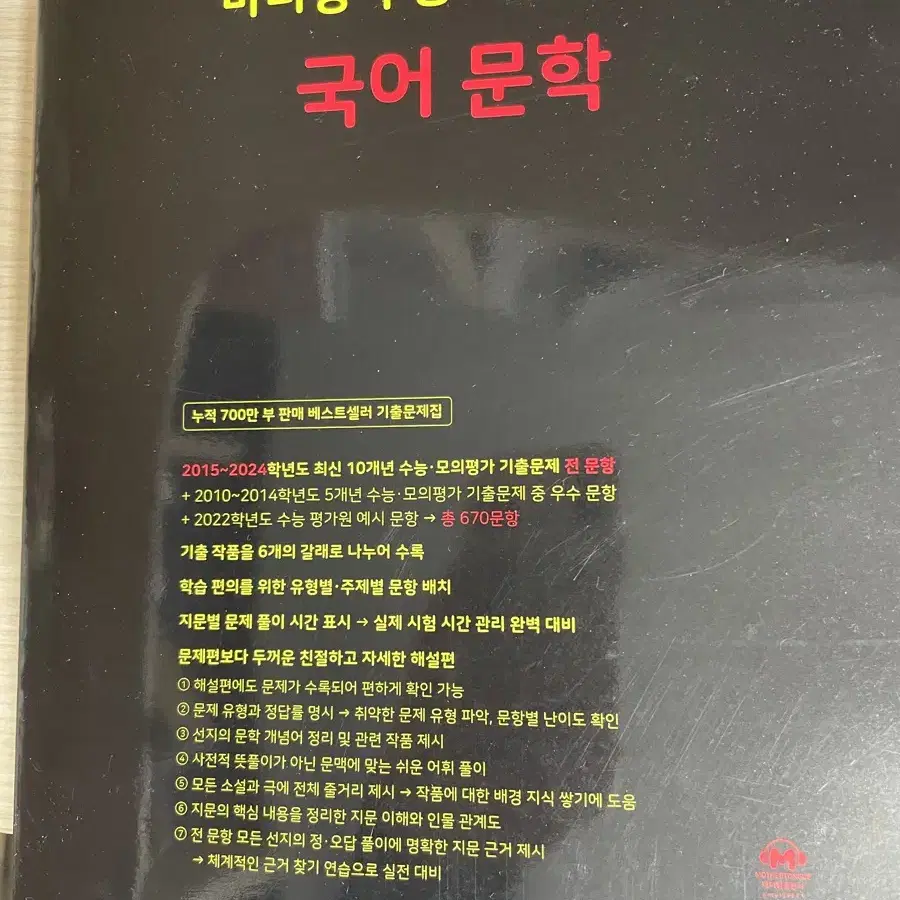 국어 문학
누적 700만 부 판매 베스트셀러 기출문제집
2015~2024학년도 최신 10개년 수능·모의평가 기출문제 전 문항
+ 2010~2014학년도 5개년 수능·모의평가 기출문제 중 우수 문항
+ 2022학년도 수능 평가원 예시 문항 → 총 670문항
기출 작품을 6개의 갈래로 나누어 수록
학습 편의를 위한 유형별·주제별 문항 배치
지문별 문제 풀이 시간 표시 → 실제 시험 시간 관리 완벽 대비
문제편보다 두꺼운 친절하고 자세한 해설편
① 해설편에도 문제가 수록되어 편하게 확인 가능
② 문제 유형과 정답률 명시 → 취약한 문제 유형 파악, 문항별 난이도 확인
③ 선지의 문학 개념어 정리 및 관련 작품 제시
④ 사전적 뜻풀이가 아닌 문맥에 맞는 쉬운 어휘 풀이
⑤ 모든 소설과 극에 전체 줄거리 제시 → 작품에 대한 배경 지식 쌓기에 도움
⑥ 지문의 핵심 내용을 정리한 지문 이해와 인물 관계도
⑦ 전 문항 모든 선지의 정·오답 풀이에 명확한 지문 근거 제시
→ 체계적인 근거 찾기 연습으로 실전 대비
M